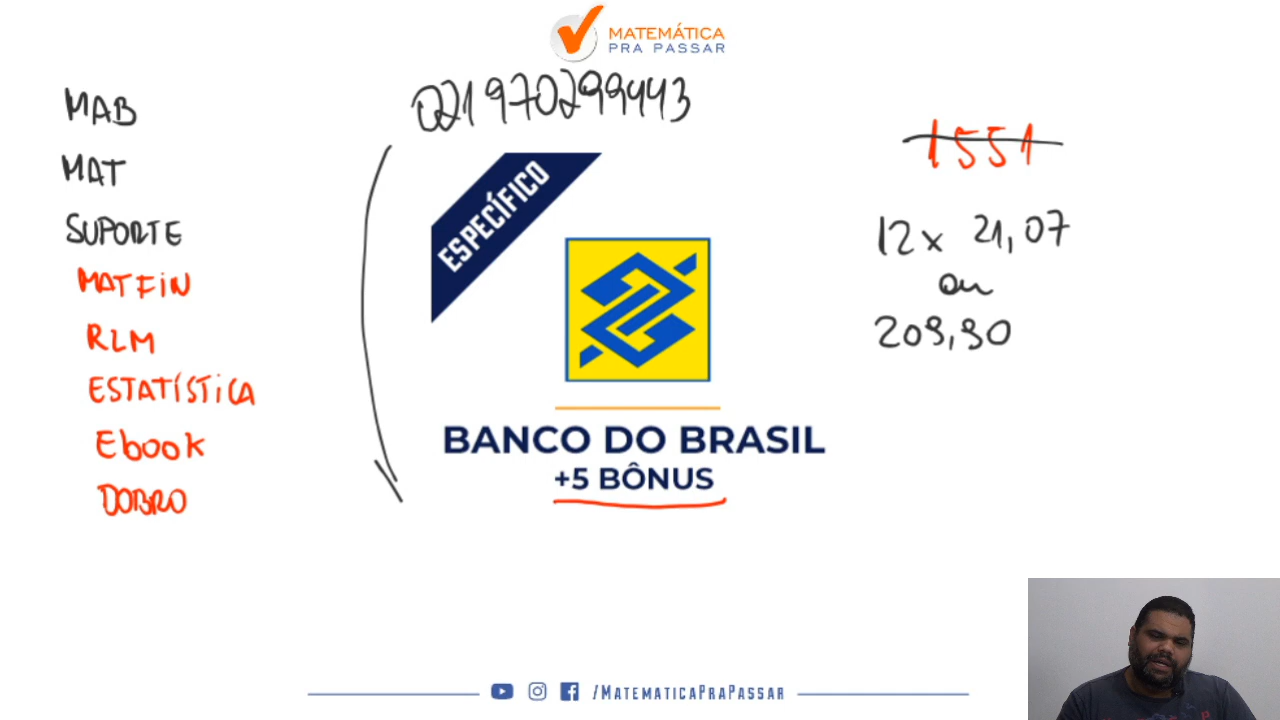 MATEMÁTICA
PRA PASSAR
MAB
MAT
SUPORTE
MATFIN
RLM
ESTATÍSTICA
Ebook
DOBRO
021970299443
ESPECÍFICO
BANCO DO BRASIL
+5 BÔNUS
1551
12x 21,07
ou
209,90
/MATEMATICAPRAPASSAR